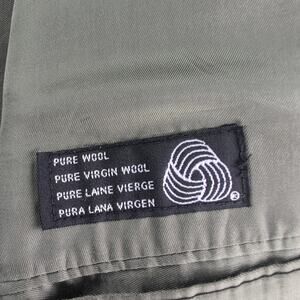 PURE WOOL
PURE VIRGIN WOOL
PURE LAINE VIERGE
PURA LANA VIRGEN